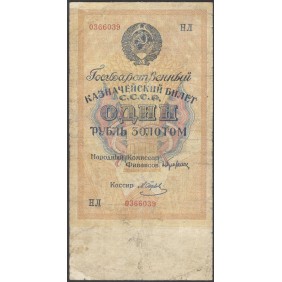 0366039 НЛ
Государственный
КАЗНАЧЕЙСКИЙ БИЛЕТ
С.С.С.Р.
ОДИН
РУБЛЬ ЗОЛОТОМ
Народный Комиссар
Финансов
Кассир
НЛ 0366039